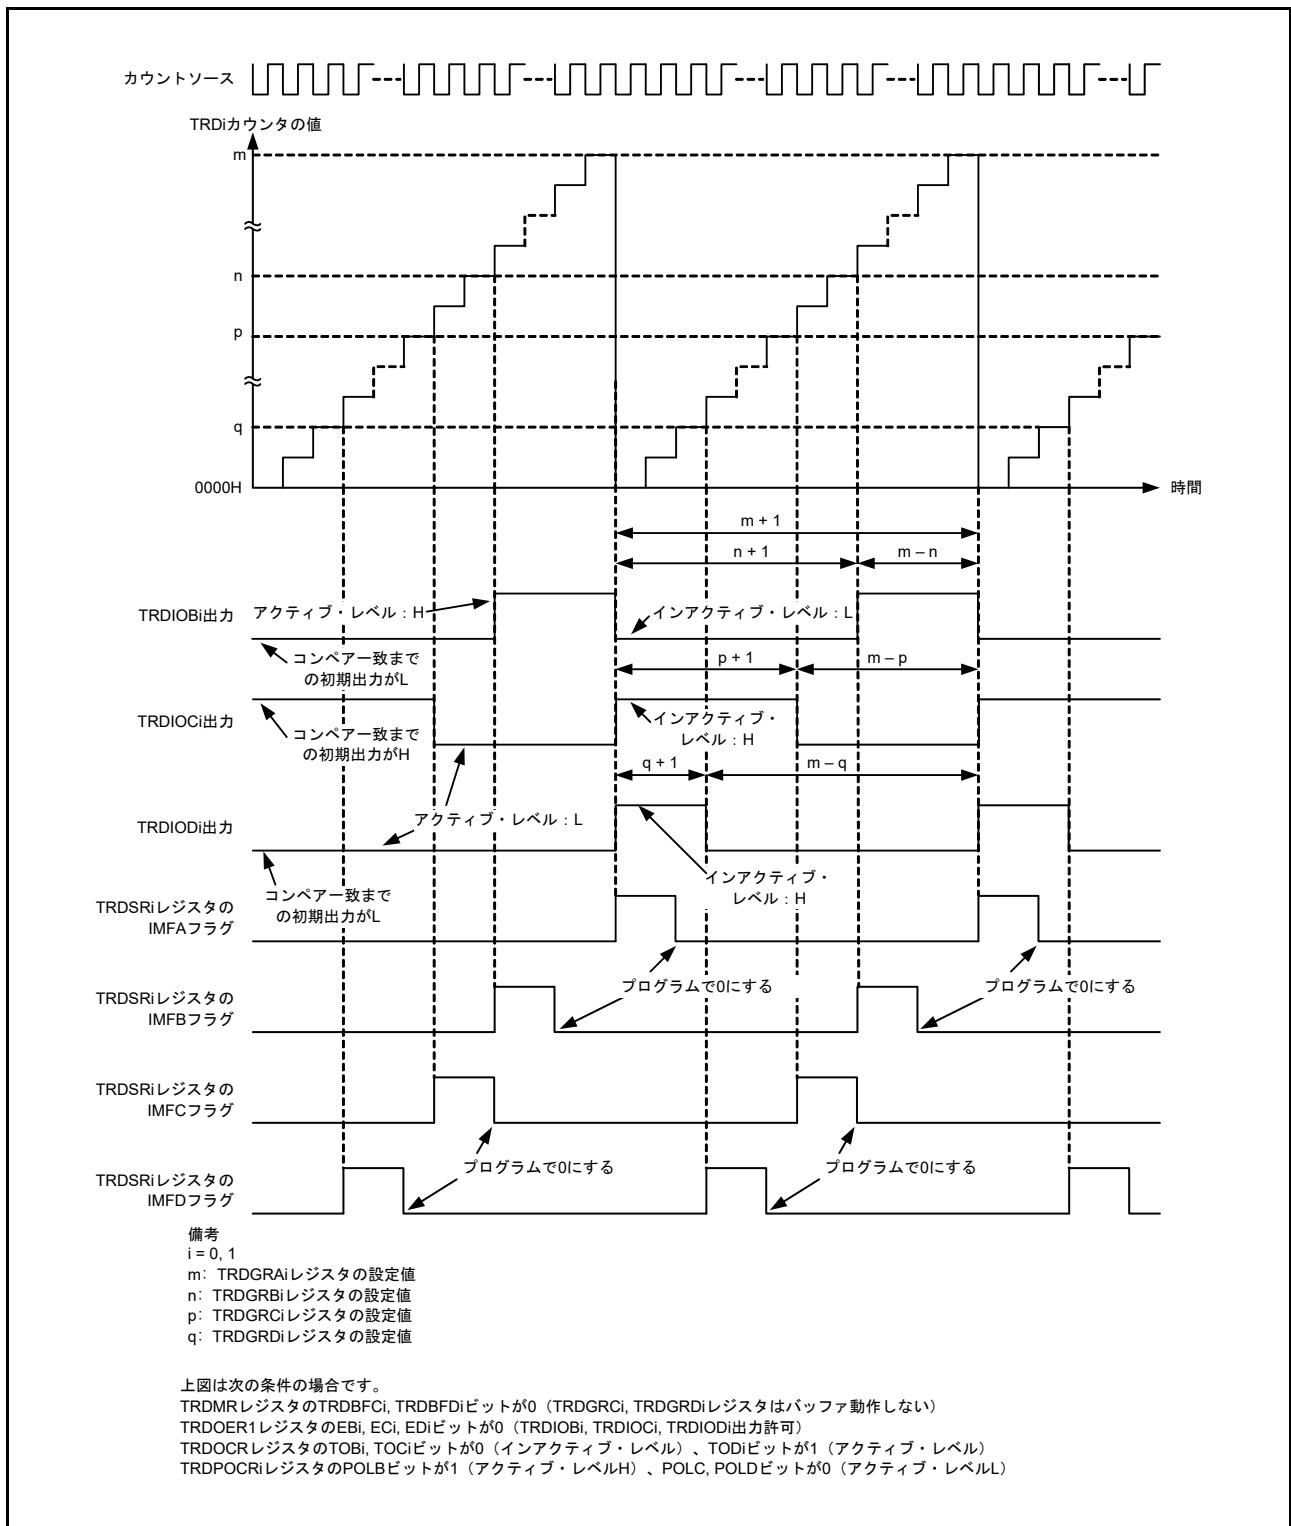 カウントソース
TRDiカウンタの値
m
n
p
q
0000H
時間
m + 1
n + 1
m – n
TRDIOBi出力
アクティブ・レベル：H
インアクティブ・レベル：L
コンペア一致まで
の初期出力がL
p + 1
m – p
TRDIOCi出力
コンペア一致まで
の初期出力がH
インアクティブ・
レベル：H
q + 1
m – q
TRDIODi出力
アクティブ・レベル：L
コンペア一致まで
の初期出力がL
インアクティブ・
レベル：H
TRDSRiレジスタの
IMFAフラグ
プログラムで0にする
プログラムで0にする
TRDSRiレジスタの
IMFBフラグ
TRDSRiレジスタの
IMFCフラグ
プログラムで0にする
プログラムで0にする
TRDSRiレジスタの
IMFDフラグ
備考
i = 0, 1
m：TRDGRAiレジスタの設定値
n：TRDGRBiレジスタの設定値
p：TRDGRCiレジスタの設定値
q：TRDGRDiレジスタの設定値
上図は次の条件の場合です。
TRDMRレジスタのTRDBFCi, TRDBFDiビットが0（TRDGRCi, TRDGRDiレジスタはバッファ動作しない）
TRDOER1レジスタのEBi, ECi, EDiビットが0（TRDIOBi, TRDIOCi, TRDIODi出力許可）
TRDOCRレジスタのTOBi, TOCiビットが0（インアクティブ・レベル）、TODiビットが1（アクティブ・レベル）
TRDPOCRiレジスタのPOLBビットが1（アクティブ・レベルH）、POLC, POLDビットが0（アクティブ・レベルL）